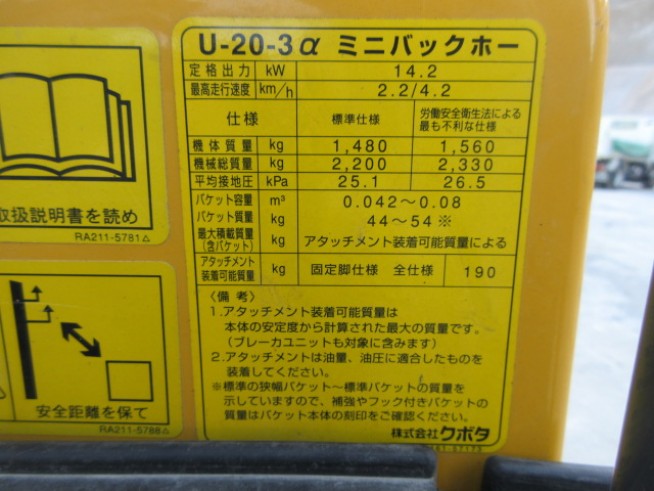 U-20-3α ミニバックホー
定格出力 kW 14.2
最高走行速度 km/h 2.2/4.2
仕様 標準仕様 労働安全衛生法による
最も不利な仕様
機体質量 kg 1,480 1,560
機械総質量 kg 2,200 2,330
平均接地圧 kPa 25.1 26.5
バケット容量 m³ 0.042～0.08
バケット質量 kg 44～54※
最大積載質量
(含バケット) kg アタッチメント装着可能質量による
アタッチメント
装着可能質量 kg 固定脚仕様 全仕様 190
〈備考〉
1.アタッチメント装着可能質量は
本体の安定度から計算された最大の質量です。
(ブレーカユニットも対象に含みます)
2.アタッチメントは油量、油圧に適合したものを
装着してください。
※標準の狭幅バケット～標準バケットの質量を
示していますので、補強やフック付きバケットの
質量はバケット本体の刻印をご確認ください。
株式会社クボタ
取扱説明書を読め
RA211-5781△
安全距離を保て
RA211-5788△